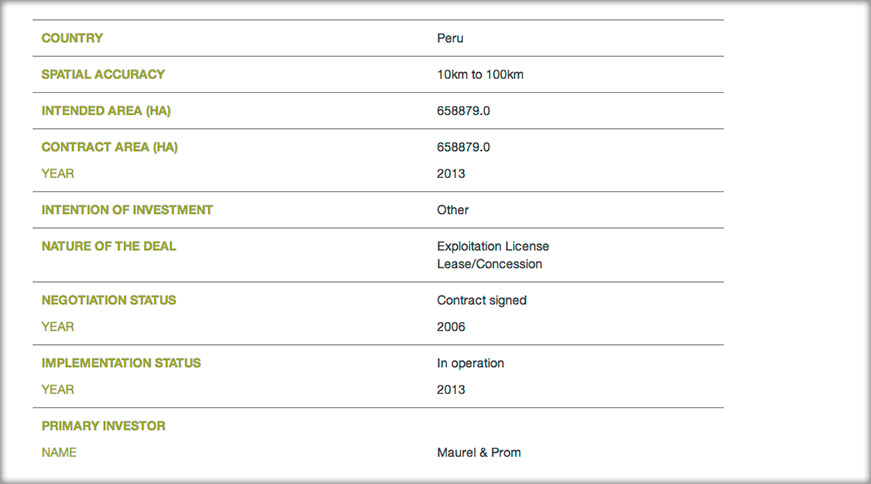 COUNTRY Peru
SPATIAL ACCURACY 10km to 100km
INTENDED AREA (HA) 658879.0
CONTRACT AREA (HA) 658879.0
YEAR 2013
INTENTION OF INVESTMENT Other
NATURE OF THE DEAL Exploitation License
Lease/Concession
NEGOTIATION STATUS Contract signed
YEAR 2006
IMPLEMENTATION STATUS In operation
YEAR 2013
PRIMARY INVESTOR
NAME Maurel & Prom